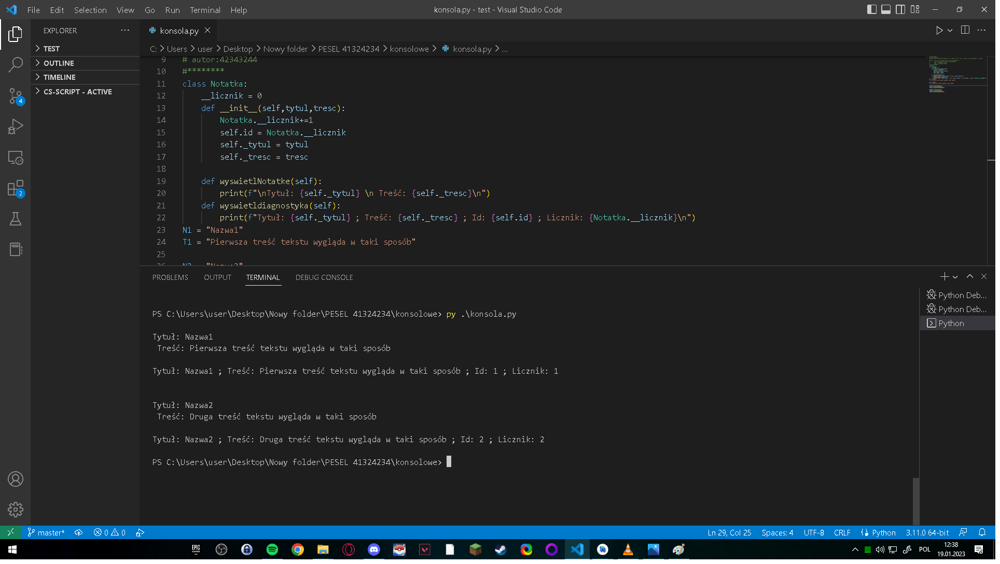 File Edit Selection View Go Run Terminal Help
konsola.py - test - Visual Studio Code
EXPLORER
TEST
OUTLINE
TIMELINE
CS-SCRIPT - ACTIVE
4
2
konsola.py
C: > Users > user > Desktop > Nowy folder > PESEL 41324234 > konsolowe > konsola.py > ...
9 # autor:42343244
10 #********
11 class Notatka:
12 __licznik = 0
13 def __init__(self,tytul,tresc):
14 Notatka.__licznik+=1
15 self.id = Notatka.__licznik
16 self._tytul = tytul
17 self._tresc = tresc
18
19 def wyswietlNotatke(self):
20 print(f"\nTytuł: {self._tytul} \n Treść: {self._tresc}\n")
21 def wyswietldiagnostyka(self):
22 print(f"Tytuł: {self._tytul} ; Treść: {self._tresc} ; Id: {self.id} ; Licznik: {Notatka.__licznik}\n")
23 N1 = "Nazwa1"
24 T1 = "Pierwsza treść tekstu wygląda w taki sposób"
25
PROBLEMS OUTPUT TERMINAL DEBUG CONSOLE
PS C:\Users\user\Desktop\Nowy folder\PESEL 41324234\konsolowe> py .\konsola.py
Tytuł: Nazwa1
Treść: Pierwsza treść tekstu wygląda w taki sposób
Tytuł: Nazwa1 ; Treść: Pierwsza treść tekstu wygląda w taki sposób ; Id: 1 ; Licznik: 1
Tytuł: Nazwa2
Treść: Druga treść tekstu wygląda w taki sposób
Tytuł: Nazwa2 ; Treść: Druga treść tekstu wygląda w taki sposób ; Id: 2 ; Licznik: 2
PS C:\Users\user\Desktop\Nowy folder\PESEL 41324234\konsolowe>
Python Deb...
Python Deb...
Python
master* 0 0
Ln 29, Col 25 Spaces: 4 UTF-8 CRLF Python 3.11.0 64-bit
EPIC GAMES
POL
12:38
19.01.2023